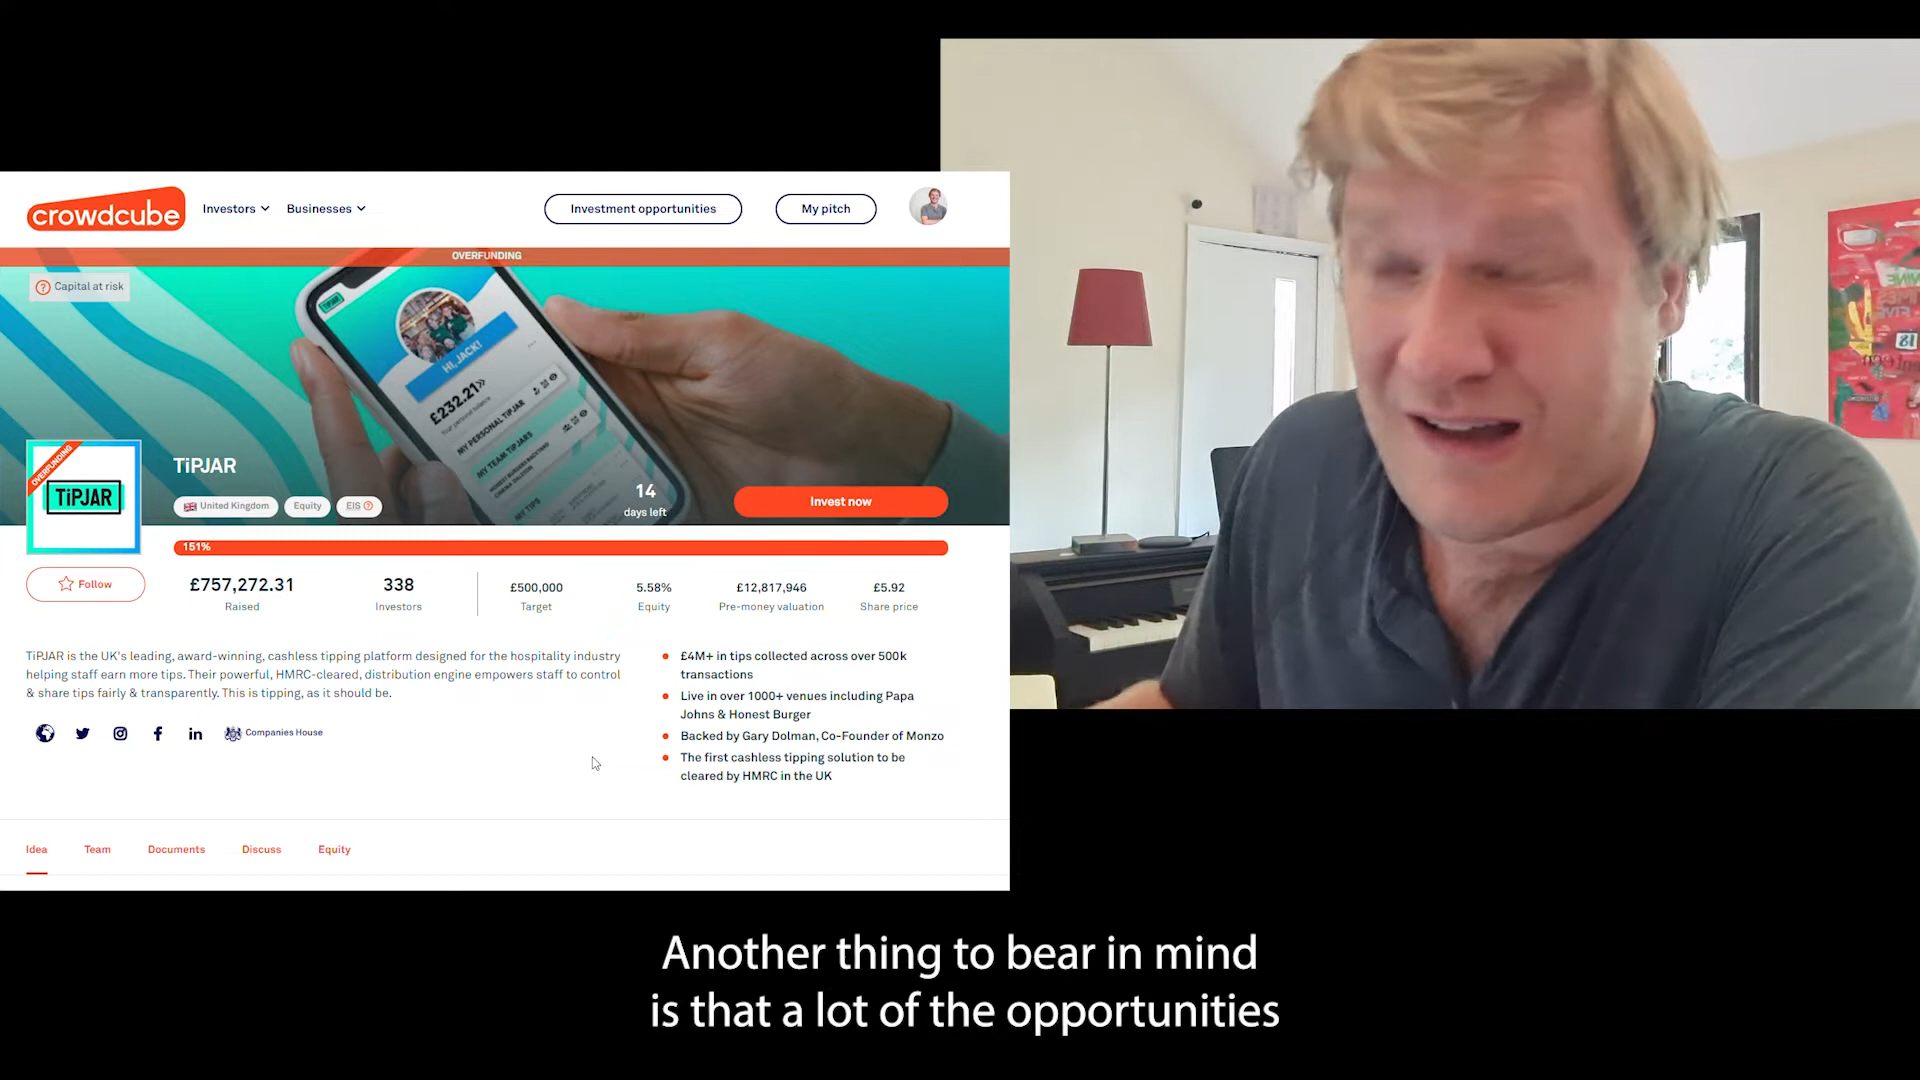 crowdcube
Investors
Businesses
Investment opportunities
My pitch
OVERFUNDING
Capital at risk
TiPJAR
HI, JACK!
£232.21»
Your personal balance
MY PERSONAL TiPJAR
MY TEAM TiPJARS
MY TIPS
OVERFUNDING
TiPJAR
TiPJAR
United Kingdom
Equity
EIS
14
days left
Invest now
151%
Follow
£757,272.31
Raised
338
Investors
£500,000
Target
5.58%
Equity
£12,817,946
Pre-money valuation
£5.92
Share price
TiPJAR is the UK's leading, award-winning, cashless tipping platform designed for the hospitality industry
helping staff earn more tips. Their powerful, HMRC-cleared, distribution engine empowers staff to control
& share tips fairly & transparently. This is tipping, as it should be.
Companies House
£4M+ in tips collected across over 500k
transactions
Live in over 1000+ venues including Papa
Johns & Honest Burger
Backed by Gary Dolman, Co-Founder of Monzo
The first cashless tipping solution to be
cleared by HMRC in the UK
Idea
Team
Documents
Discuss
Equity
Another thing to bear in mind
is that a lot of the opportunities